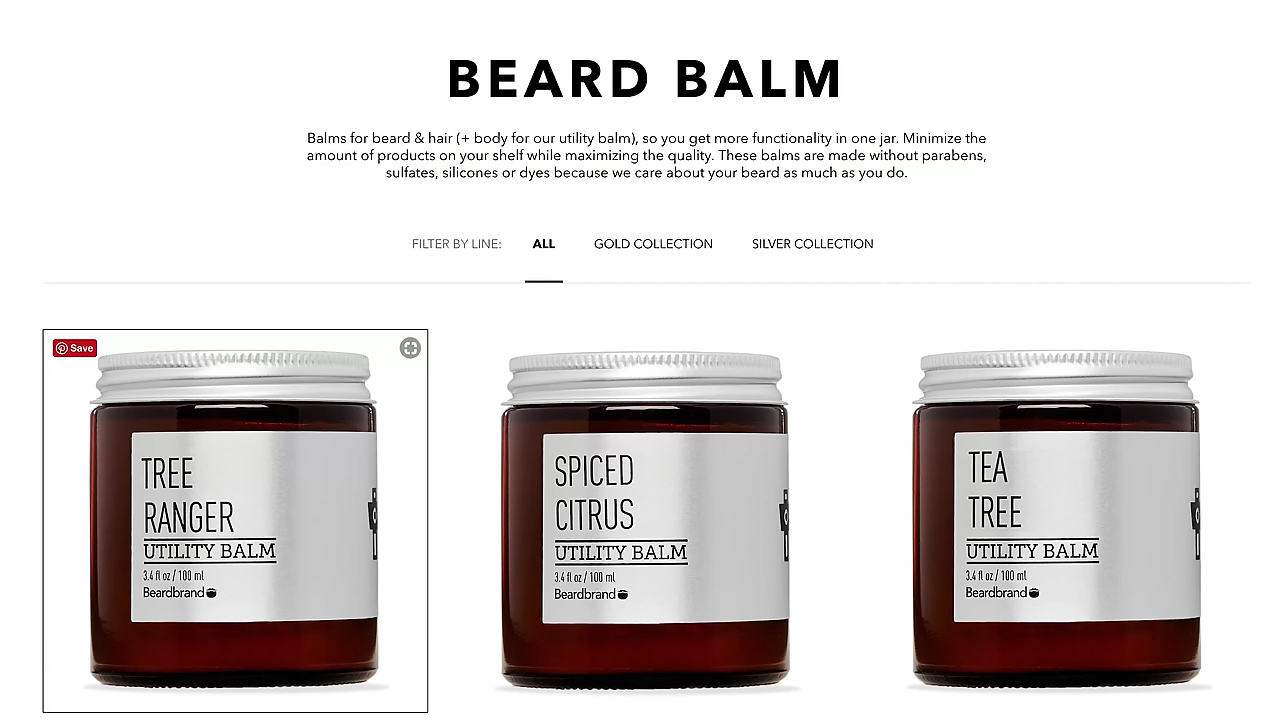 BEARD BALM
Balms for beard & hair (+ body for our utility balm), so you get more functionality in one jar. Minimize the
amount of products on your shelf while maximizing the quality. These balms are made without parabens,
sulfates, silicones or dyes because we care about your beard as much as you do.
FILTER BY LINE: ALL GOLD COLLECTION SILVER COLLECTION
Save
TREE
RANGER
UTILITY BALM
3.4 fl oz / 100 ml
Beardbrand
SPICED
CITRUS
UTILITY BALM
3.4 fl oz / 100 ml
Beardbrand
TEA
TREE
UTILITY BALM
3.4 fl oz / 100 ml
Beardbrand